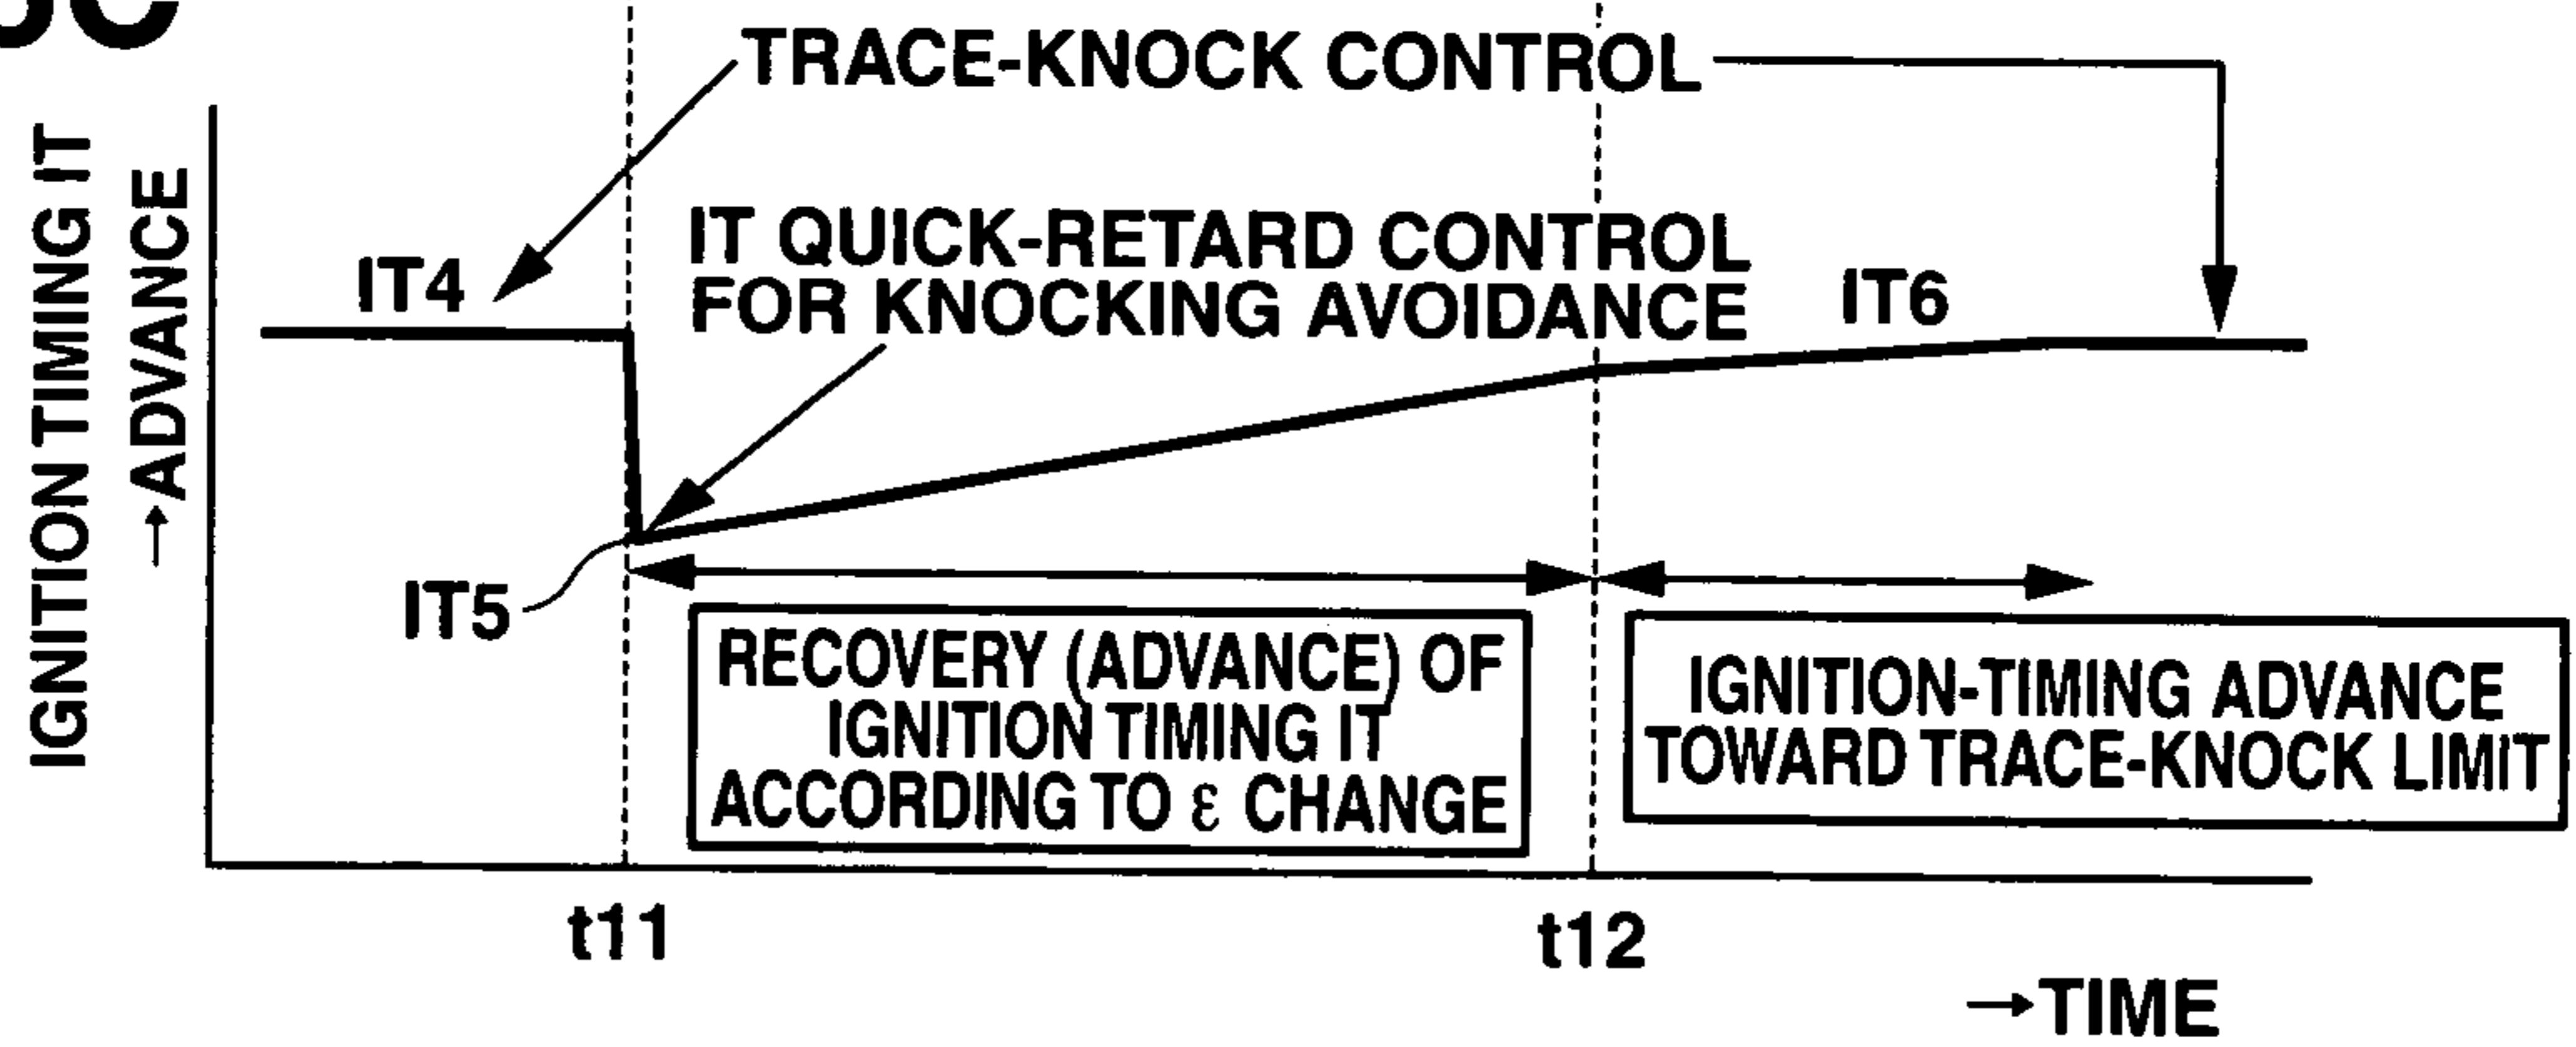 TRACE-KNOCK CONTROL
IGNITION TIMING IT
→ADVANCE
IT4
IT QUICK-RETARD CONTROL
FOR KNOCKING AVOIDANCE
IT6
IT5
RECOVERY (ADVANCE) OF
IGNITION TIMING IT
ACCORDING TO ε CHANGE
IGNITION-TIMING ADVANCE
TOWARD TRACE-KNOCK LIMIT
t11
t12
→TIME